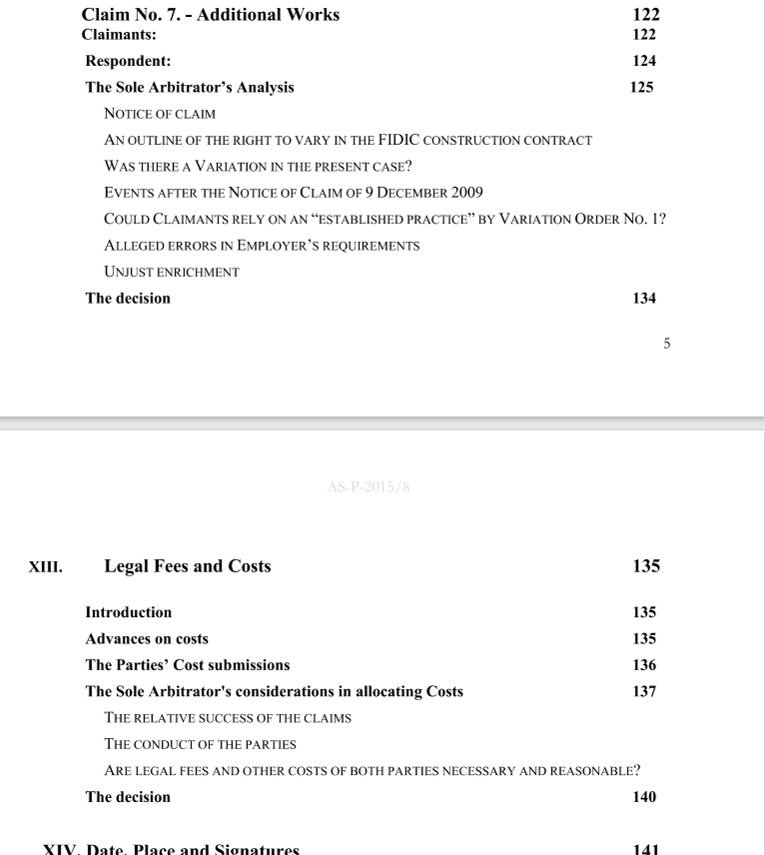 Claim No. 7. - Additional Works 122
Claimants: 122
Respondent: 124
The Sole Arbitrator’s Analysis 125
NOTICE OF CLAIM
AN OUTLINE OF THE RIGHT TO VARY IN THE FIDIC CONSTRUCTION CONTRACT
WAS THERE A VARIATION IN THE PRESENT CASE?
EVENTS AFTER THE NOTICE OF CLAIM OF 9 DECEMBER 2009
COULD CLAIMANTS RELY ON AN “ESTABLISHED PRACTICE” BY VARIATION ORDER NO. 1?
ALLEGED ERRORS IN EMPLOYER’S REQUIREMENTS
UNJUST ENRICHMENT
The decision 134
5
AS-P-2015/8
XIII. Legal Fees and Costs 135
Introduction 135
Advances on costs 135
The Parties’ Cost submissions 136
The Sole Arbitrator's considerations in allocating Costs 137
THE RELATIVE SUCCESS OF THE CLAIMS
THE CONDUCT OF THE PARTIES
ARE LEGAL FEES AND OTHER COSTS OF BOTH PARTIES NECESSARY AND REASONABLE?
The decision 140
XIV. Date, Place and Signatures 141